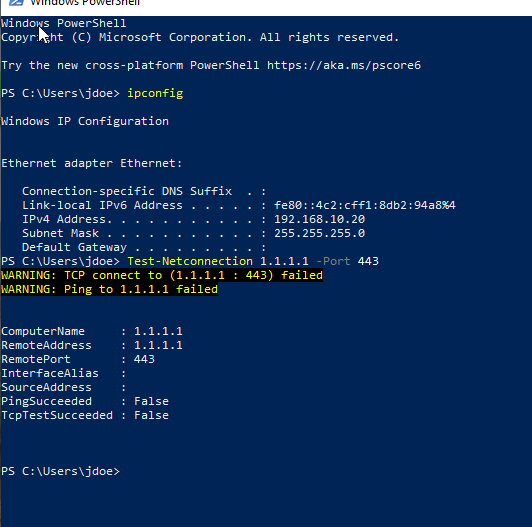 Windows PowerShell
Windows PowerShell
Copyright (C) Microsoft Corporation. All rights reserved.
Try the new cross-platform PowerShell https://aka.ms/pscore6
PS C:\Users\jdoe> ipconfig
Windows IP Configuration
Ethernet adapter Ethernet:
   Connection-specific DNS Suffix  . :
   Link-local IPv6 Address . . . . . : fe80::4c2:cff1:8db2:94a8%4
   IPv4 Address. . . . . . . . . . . : 192.168.10.20
   Subnet Mask . . . . . . . . . . . : 255.255.255.0
   Default Gateway . . . . . . . . . :
PS C:\Users\jdoe> Test-Netconnection 1.1.1.1 -Port 443
WARNING: TCP connect to (1.1.1.1 : 443) failed
WARNING: Ping to 1.1.1.1 failed
ComputerName     : 1.1.1.1
RemoteAddress    : 1.1.1.1
RemotePort       : 443
InterfaceAlias   :
SourceAddress    :
PingSucceeded    : False
TcpTestSucceeded : False
PS C:\Users\jdoe>